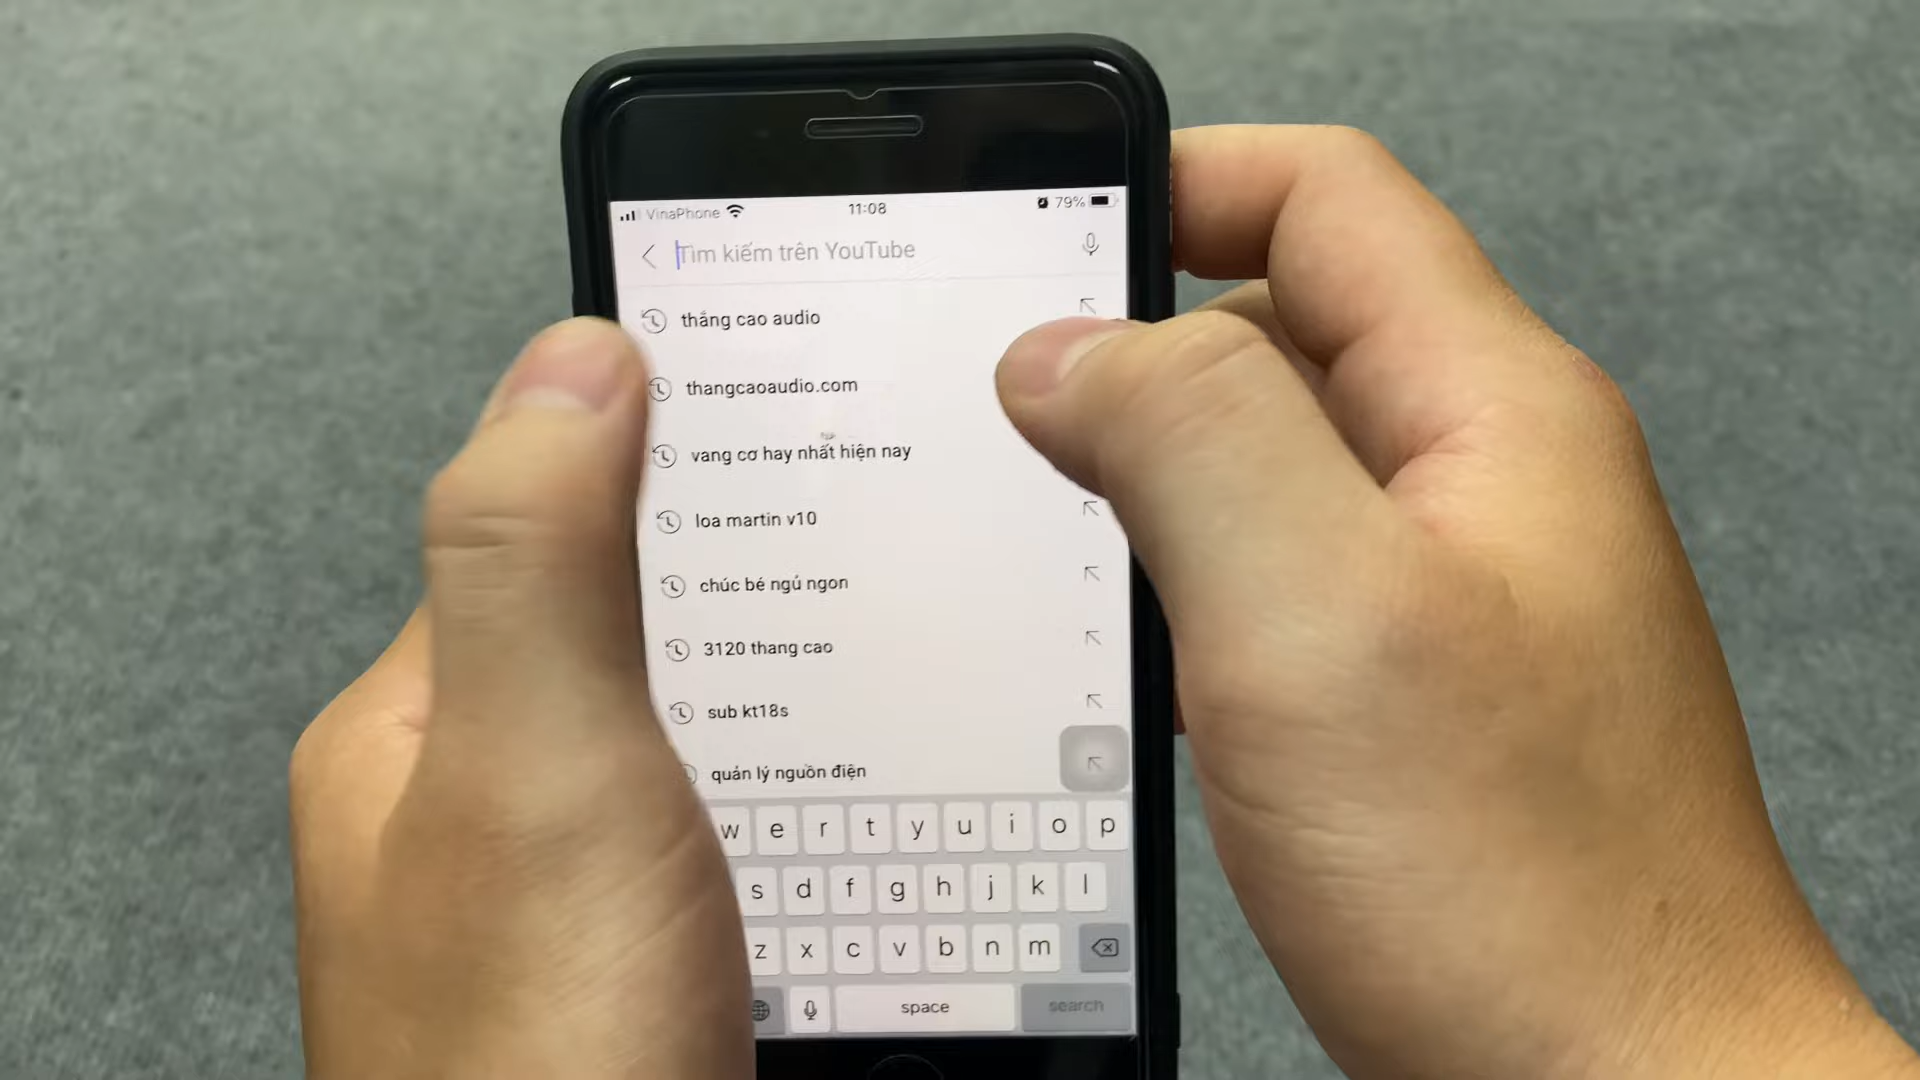 VinaPhone 11:08 79%
Tìm kiếm trên YouTube
thắng cao audio
thangcaoaudio.com
vang cơ hay nhất hiện nay
loa martin v10
chúc bé ngủ ngon
3120 thang cao
sub kt18s
quản lý nguồn điện
w e r t y u i o p
s d f g h j k l
z x c v b n m
space search